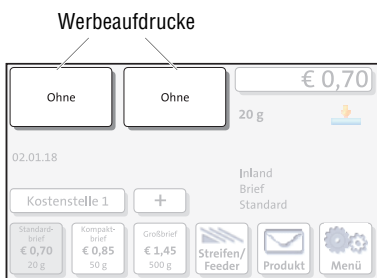 Werbeaufdrucke
Ohne
Ohne
€ 0,70
20 g
02.01.18
Inland
Brief
Standard
Kostenstelle 1
+
Standard-
brief
€ 0,70
20 g
Kompakt-
brief
€ 0,85
50 g
Großbrief
€ 1,45
500 g
Streifen/
Feeder
Produkt
Menü